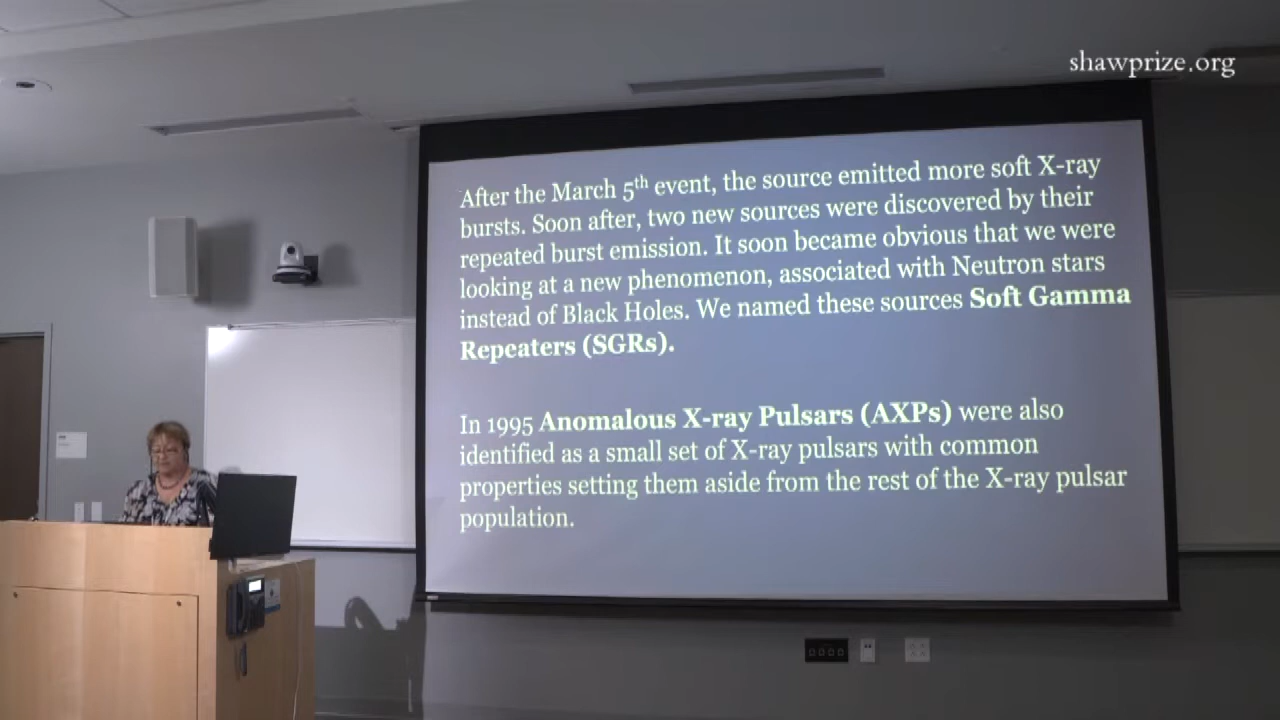 shawprize.org
After the March 5th event, the source emitted more soft X-ray
bursts. Soon after, two new sources were discovered by their
repeated burst emission. It soon became obvious that we were
looking at a new phenomenon, associated with Neutron stars
instead of Black Holes. We named these sources Soft Gamma
Repeaters (SGRs).
In 1995 Anomalous X-ray Pulsars (AXPs) were also
identified as a small set of X-ray pulsars with common
properties setting them aside from the rest of the X-ray pulsar
population.